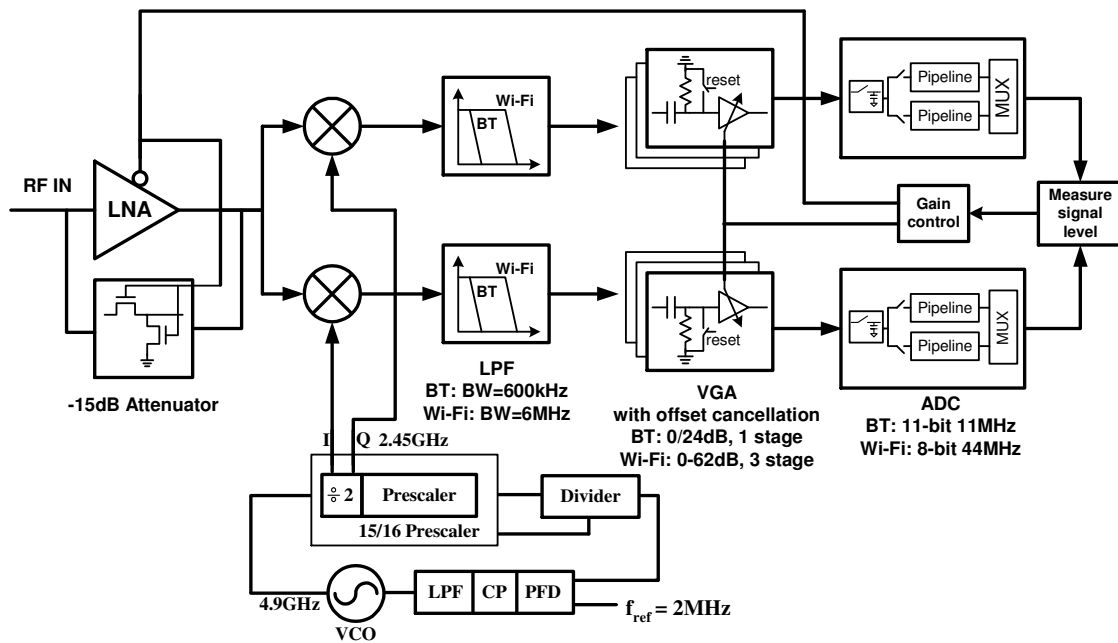 RF IN
LNA
-15dB Attenuator
Wi-Fi
BT
Wi-Fi
BT
LPF
BT: BW=600kHz
Wi-Fi: BW=6MHz
reset
reset
VGA
with offset cancellation
BT: 0/24dB, 1 stage
Wi-Fi: 0-62dB, 3 stage
Pipeline
Pipeline
MUX
Gain
control
Measure
signal
level
Pipeline
Pipeline
MUX
ADC
BT: 11-bit 11MHz
Wi-Fi: 8-bit 44MHz
I Q 2.45GHz
÷ 2 Prescaler
15/16 Prescaler
Divider
4.9GHz
VCO
LPF CP PFD
fref = 2MHz